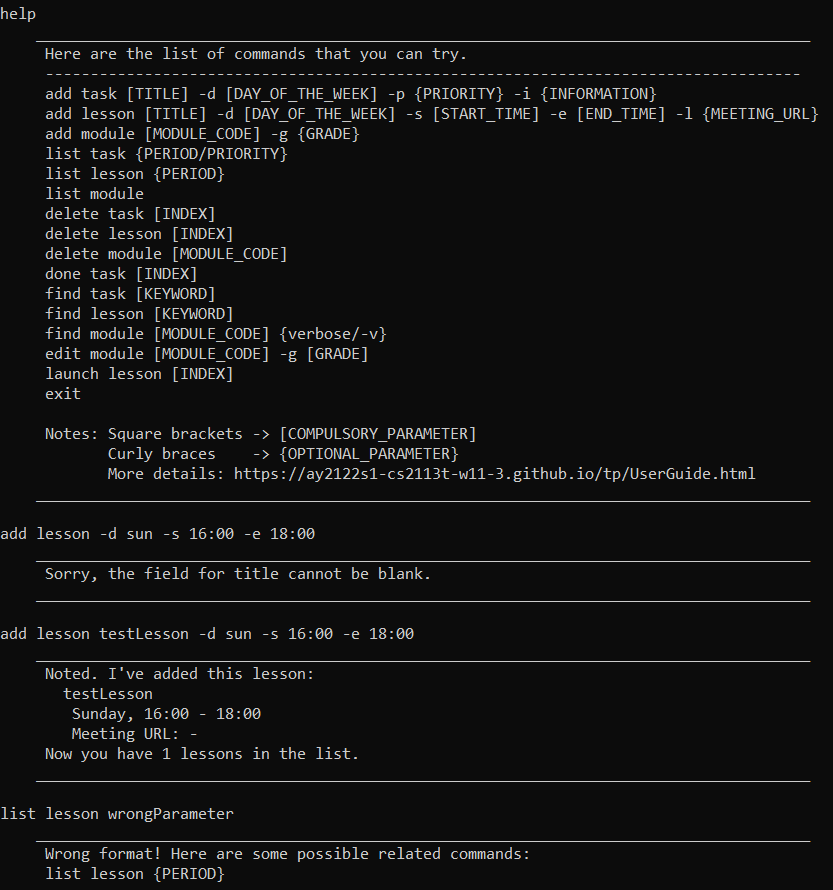 help
____________________________________________________________________________________
Here are the list of commands that you can try.
------------------------------------------------------------------------------------
add task [TITLE] -d [DAY_OF_THE_WEEK] -p {PRIORITY} -i {INFORMATION}
add lesson [TITLE] -d [DAY_OF_THE_WEEK] -s [START_TIME] -e [END_TIME] -l {MEETING_URL}
add module [MODULE_CODE] -g {GRADE}
list task {PERIOD/PRIORITY}
list lesson {PERIOD}
list module
delete task [INDEX]
delete lesson [INDEX]
delete module [MODULE_CODE]
done task [INDEX]
find task [KEYWORD]
find lesson [KEYWORD]
find module [MODULE_CODE] {verbose/-v}
edit module [MODULE_CODE] -g [GRADE]
launch lesson [INDEX]
exit
Notes: Square brackets -> [COMPULSORY_PARAMETER]
Curly braces    -> {OPTIONAL_PARAMETER}
More details: https://ay2122s1-cs2113t-w11-3.github.io/tp/UserGuide.html
____________________________________________________________________________________
add lesson -d sun -s 16:00 -e 18:00
____________________________________________________________________________________
Sorry, the field for title cannot be blank.
____________________________________________________________________________________
add lesson testLesson -d sun -s 16:00 -e 18:00
____________________________________________________________________________________
Noted. I've added this lesson:
testLesson
Sunday, 16:00 - 18:00
Meeting URL: -
Now you have 1 lessons in the list.
____________________________________________________________________________________
list lesson wrongParameter
____________________________________________________________________________________
Wrong format! Here are some possible related commands:
list lesson {PERIOD}